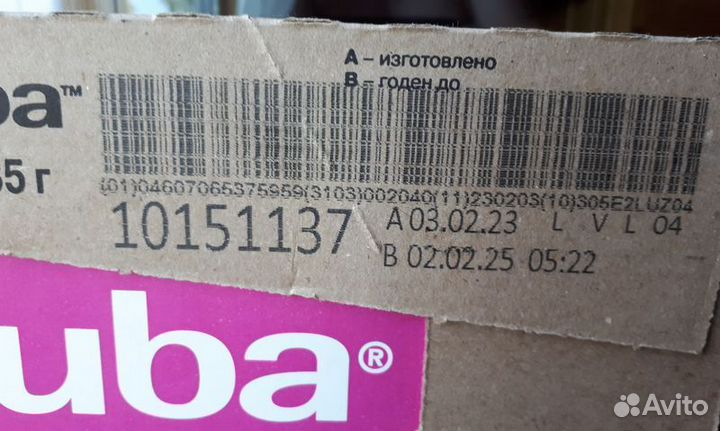 А – изготовлено
В – годен до
ba™
85 г
(01)04607065375959(3103)002040(11)230203(10)305E2LUZ04
10151137
A 03.02.23 L V L 04
B 02.02.25 05:22
uba®
Avito